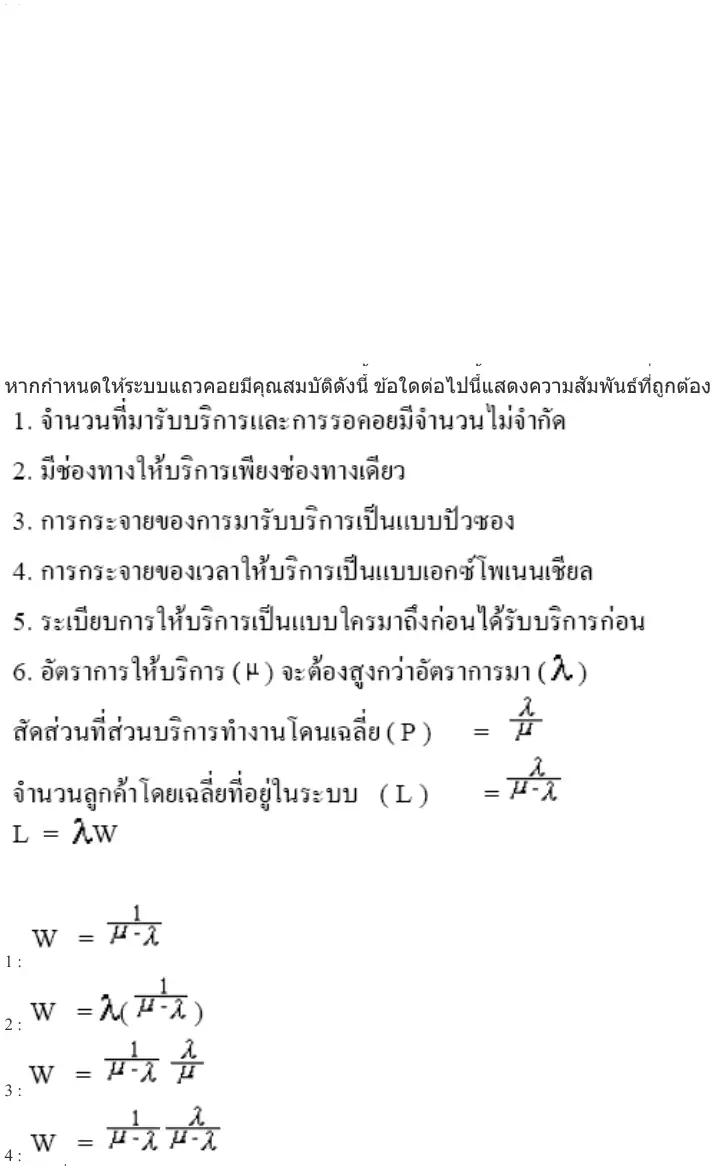 หากกำหนดให้ระบบแถวคอยมีคุณสมบัติดังนี้ ข้อใดต่อไปนี้แสดงความสัมพันธ์ที่ถูกต้อง
1. จำนวนที่มารับบริการและการรอคอยมีจำนวนไม่จำกัด
2. มีช่องทางให้บริการเพียงช่องทางเดียว
3. การกระจายของการมารับบริการเป็นแบบปัวซอง
4. การกระจายของเวลาให้บริการเป็นแบบเอกซ์โพเนนเชียล
5. ระเบียบการให้บริการเป็นแบบใครมาถึงก่อนได้รับบริการก่อน
6. อัตราการให้บริการ (μ) จะต้องสูงกว่าอัตราการมา (λ)
สัดส่วนที่ส่วนบริการทำงานโดนเฉลี่ย ( P ) = λ/μ
จำนวนลูกค้าโดยเฉลี่ยที่อยู่ในระบบ ( L ) = λ/(μ-λ)
L = λW
1 : W = 1/(μ-λ)
2 : W = λ( 1/(μ-λ) )
3 : W = 1/(μ-λ) λ/μ
4 : W = 1/(μ-λ) λ/(μ-λ)